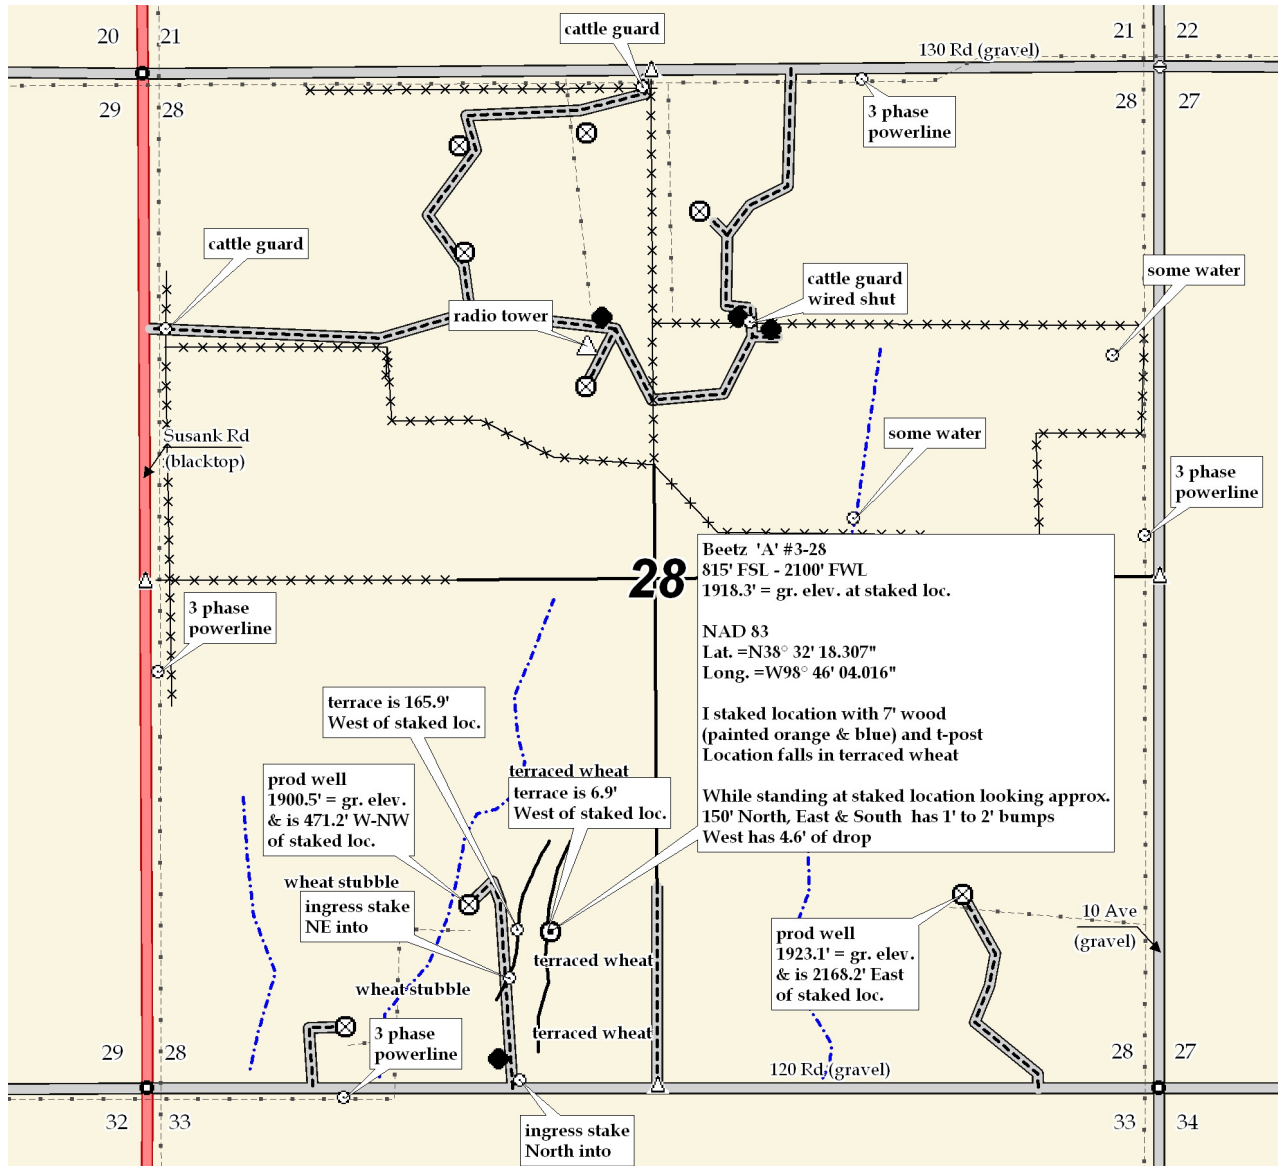 cattle guard
20 21
21 22
130 Rd (gravel)
29 28
28 27
3 phase
powerline
cattle guard
some water
cattle guard
wired shut
radio tower
Susank Rd
(blacktop)
some water
3 phase
powerline
28
Beetz 'A' #3-28
815' FSL - 2100' FWL
1918.3' = gr. elev. at staked loc.
NAD 83
Lat. =N38° 32' 18.307"
Long. =W98° 46' 04.016"
I staked location with 7' wood
(painted orange & blue) and t-post
Location falls in terraced wheat
While standing at staked location looking approx.
150' North, East & South has 1' to 2' bumps
West has 4.6' of drop
3 phase
powerline
terrace is 165.9'
West of staked loc.
terraced wheat
prod well
1900.5' = gr. elev.
& is 471.2' W-NW
of staked loc.
terrace is 6.9'
West of staked loc.
wheat stubble
ingress stake
NE into
10 Ave
(gravel)
prod well
1923.1' = gr. elev.
& is 2168.2' East
of staked loc.
terraced wheat
wheat stubble
terraced wheat
3 phase
powerline
29 28
28 27
120 Rd (gravel)
32 33
33 34
ingress stake
North into